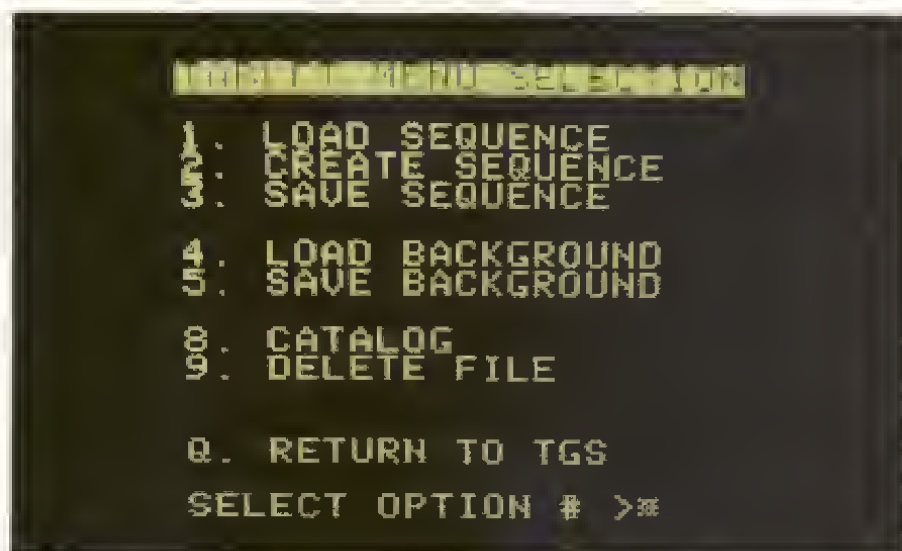 MENU SELECTION
1. LOAD SEQUENCE
2. CREATE SEQUENCE
3. SAVE SEQUENCE
4. LOAD BACKGROUND
5. SAVE BACKGROUND
8. CATALOG
9. DELETE FILE
Q. RETURN TO TGS
SELECT OPTION # >